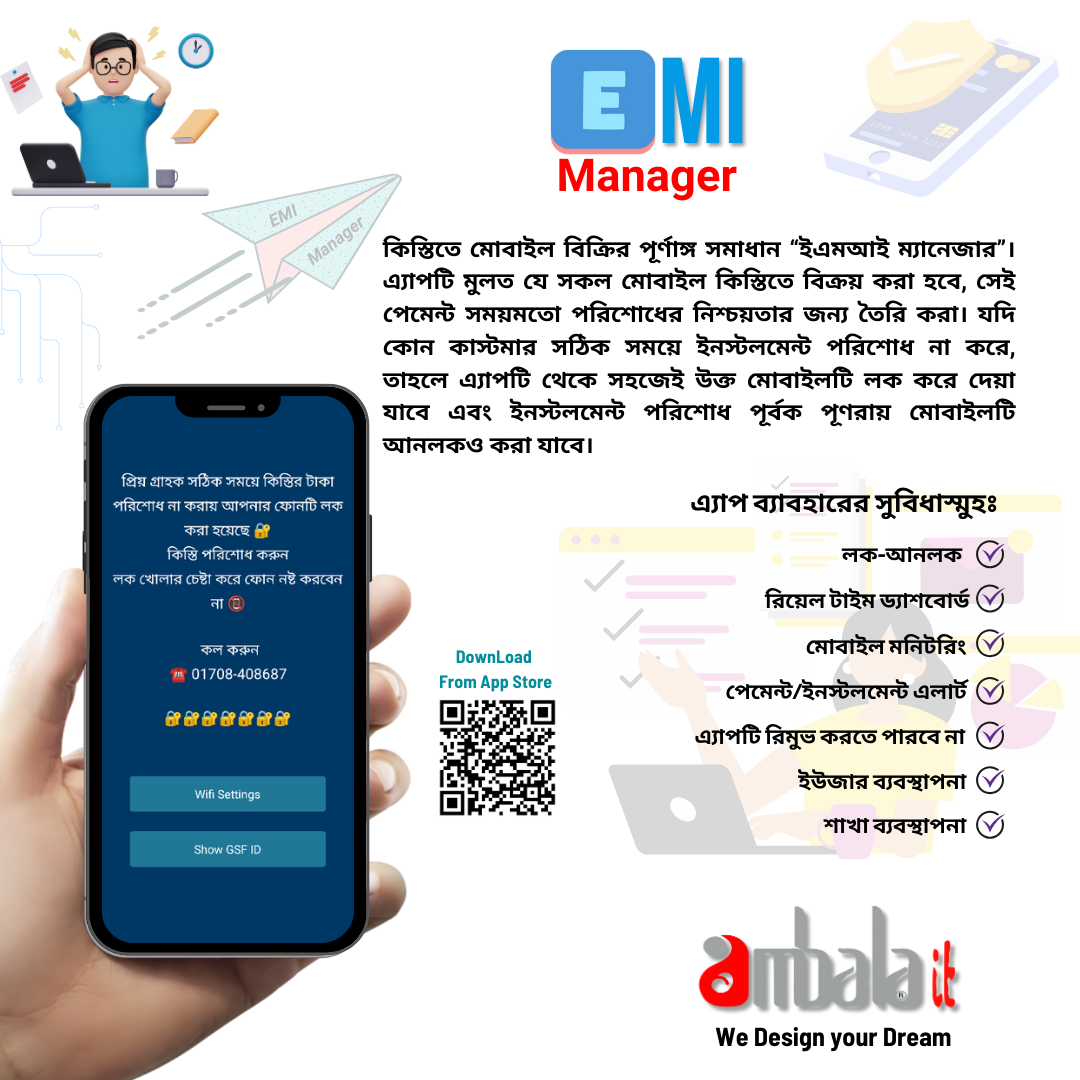 EMI
Manager
EMI
Manager
কিস্তিতে মোবাইল বিক্রির পূর্ণাঙ্গ সমাধান “ইএমআই ম্যানেজার”।
এ্যাপটি মুলত যে সকল মোবাইল কিস্তিতে বিক্রয় করা হবে, সেই
পেমেন্ট সময়মতো পরিশোধের নিশ্চয়তার জন্য তৈরি করা। যদি
কোন কাস্টমার সঠিক সময়ে ইনস্টলমেন্ট পরিশোধ না করে,
তাহলে এ্যাপটি থেকে সহজেই উক্ত মোবাইলটি লক করে দেয়া
যাবে এবং ইনস্টলমেন্ট পরিশোধ পূর্বক পূণরায় মোবাইলটি
আনলকও করা যাবে।
প্রিয় গ্রাহক সঠিক সময়ে কিস্তির টাকা
পরিশোধ না করায় আপনার ফোনটি লক
করা হয়েছে 🔐
কিস্তি পরিশোধ করুন
লক খোলার চেষ্টা করে ফোন নষ্ট করবেন
না 📵
কল করুন
☎️ 01708-408687
🔐🔐🔐🔐🔐🔐🔐
Wifi Settings
Show GSF ID
DownLoad
From App Store
এ্যাপ ব্যাবহারের সুবিধাস্মুহঃ
লক-আনলক
রিয়েল টাইম ড্যাশবোর্ড
মোবাইল মনিটরিং
পেমেন্ট/ইনস্টলমেন্ট এলার্ট
এ্যাপটি রিমুভ করতে পারবে না
ইউজার ব্যবস্থাপনা
শাখা ব্যবস্থাপনা
ambala it
®
We Design your Dream